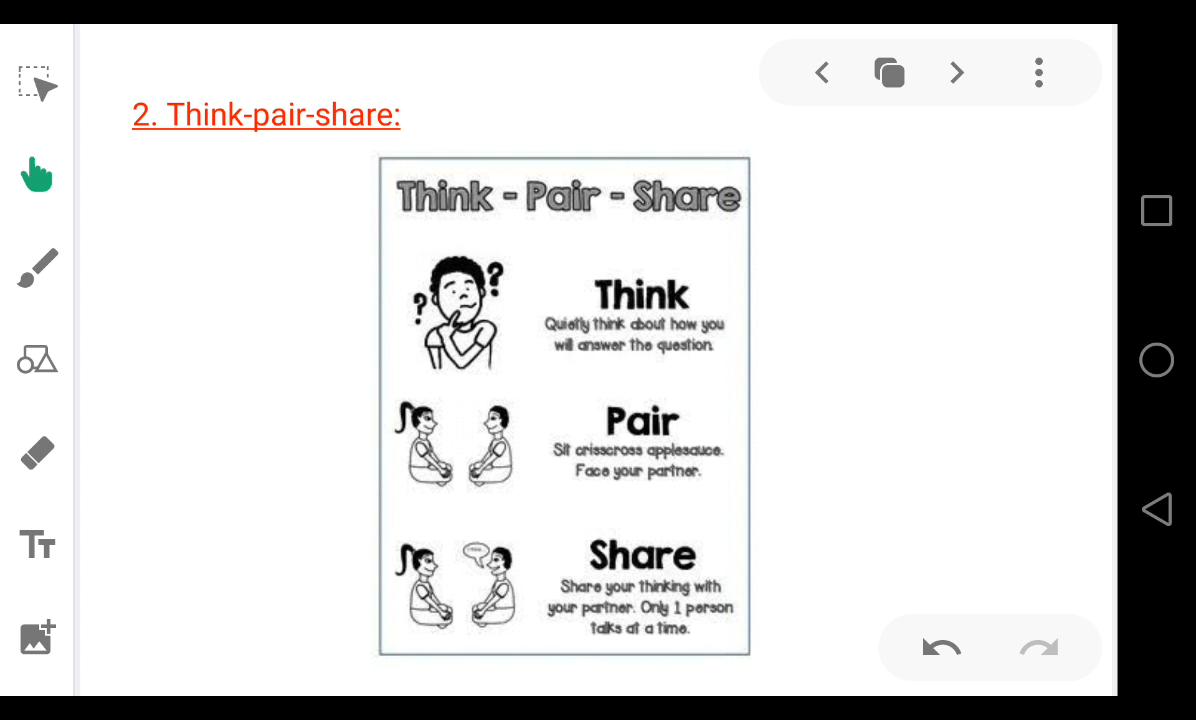 2. Think-pair-share:
Think - Pair - Share
? ?
Think
Quietly think about how you
will answer the question.
Pair
Sit crisscross applesauce.
Face your partner.
Share
Share your thinking with
your partner. Only 1 person
talks at a time.
TT